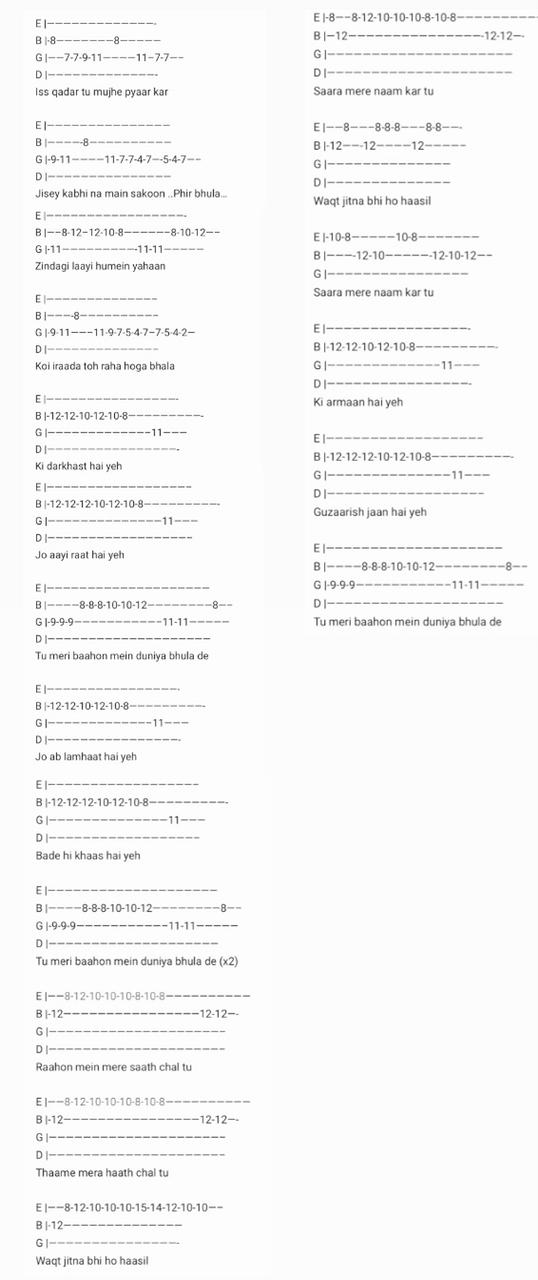 E |——————————————-
B |-8————————8—————
G |——7-7-9-11—————11—7-7——
D |——————————————-
Iss qadar tu mujhe pyaar kar
E |————————————————
B |————-8———————————
G |-9-11—————11-7-7-4-7—-5-4-7——
D |————————————————
Jisey kabhi na main sakoon ..Phir bhula...
E |——————————————————-
B |——8-12—12-10-8——————8-10-12——
G |-11——————————-11-11—————
Zindagi laayi humein yahaan
E |——————————————
B |———-8——————————
G |-9-11———11-9-7-5-4-7—7-5-4-2—
D |——————————————
Koi iraada toh raha hoga bhala
E |—————————————————-
B |-12-12-10-12-10-8—————————-
G |——————————————11———
D |—————————————————-
Ki darkhast hai yeh
E |———————————————————
B |-12-12-12-10-12-10-8—————————-
G |———————————————11———
D |———————————————————
Jo aayi raat hai yeh
E |—————————————————————
B |————8-8-8-10-10-12————————8——
G |-9-9-9———————————11-11—————
D |—————————————————————
Tu meri baahon mein duniya bhula de
E |—————————————————-
B |-12-12-10-12-10-8—————————-
G |——————————————11———
D |—————————————————-
Jo ab lamhaat hai yeh
E |———————————————————
B |-12-12-12-10-12-10-8—————————-
G |———————————————11———
D |———————————————————
Bade hi khaas hai yeh
E |—————————————————————
B |————8-8-8-10-10-12————————8——
G |-9-9-9———————————11-11—————
D |—————————————————————
Tu meri baahon mein duniya bhula de (x2)
E |——8-12-10-10-10-8-10-8——————————
B |-12————————————————12-12—-
G |——————————————————————
D |——————————————————————
Raahon mein mere saath chal tu
E |——8-12-10-10-10-8-10-8——————————
B |-12————————————————12-12—-
G |——————————————————————
D |——————————————————————
Thaame mera haath chal tu
E |——8-12-10-10-10-15-14-12-10-10——
B |-12—————————————
G |—————————————————-
Waqt jitna bhi ho haasil
E |-8——8-12-10-10-10-8-10-8—————————
B |—12————————————————-12-12—-
G |————————————————————
D |————————————————————
Saara mere naam kar tu
E |———8———8-8-8———8-8——-
B |-12——-12————12—————
G |————————————————
D |————————————————
Waqt jitna bhi ho haasil
E |-10-8—————10-8———————
B |———-12-10—————-12-10-12——
G |——————————————————
Saara mere naam kar tu
E |—————————————————-
B |-12-12-10-12-10-8—————————-
G |——————————————11———
D |—————————————————-
Ki armaan hai yeh
E |———————————————————
B |-12-12-12-10-12-10-8—————————-
G |———————————————11———
D |———————————————————
Guzaarish jaan hai yeh
E |—————————————————————
B |————8-8-8-10-10-12————————8——
G |-9-9-9———————————11-11—————
D |—————————————————————
Tu meri baahon mein duniya bhula de